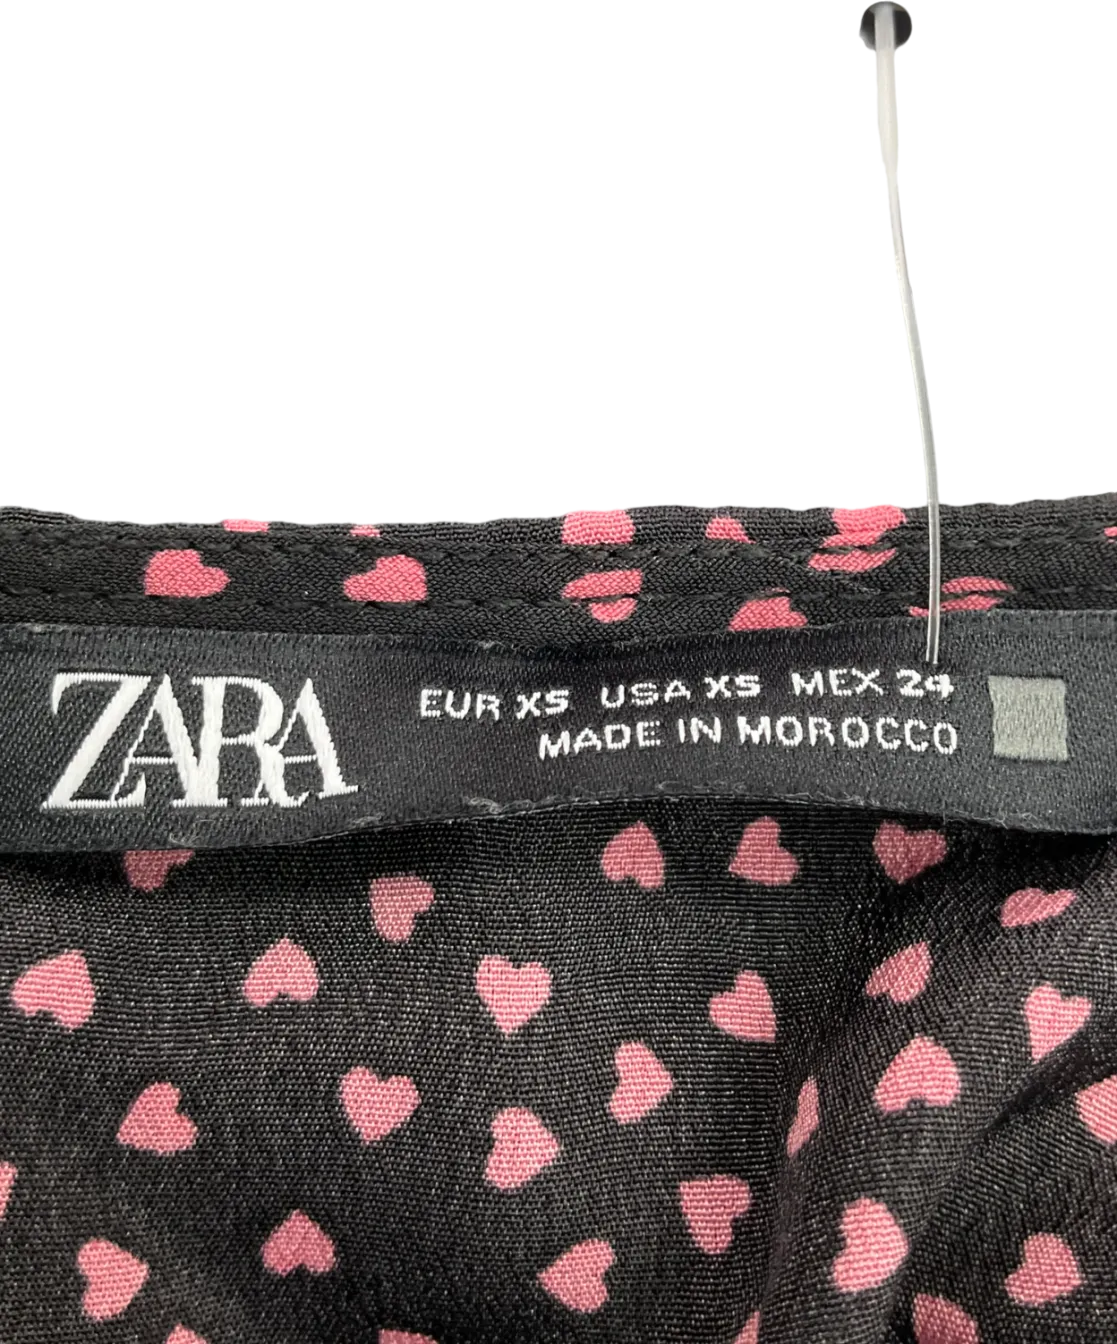 ZARA
EUR XS USA XS MEX 24
MADE IN MOROCCO